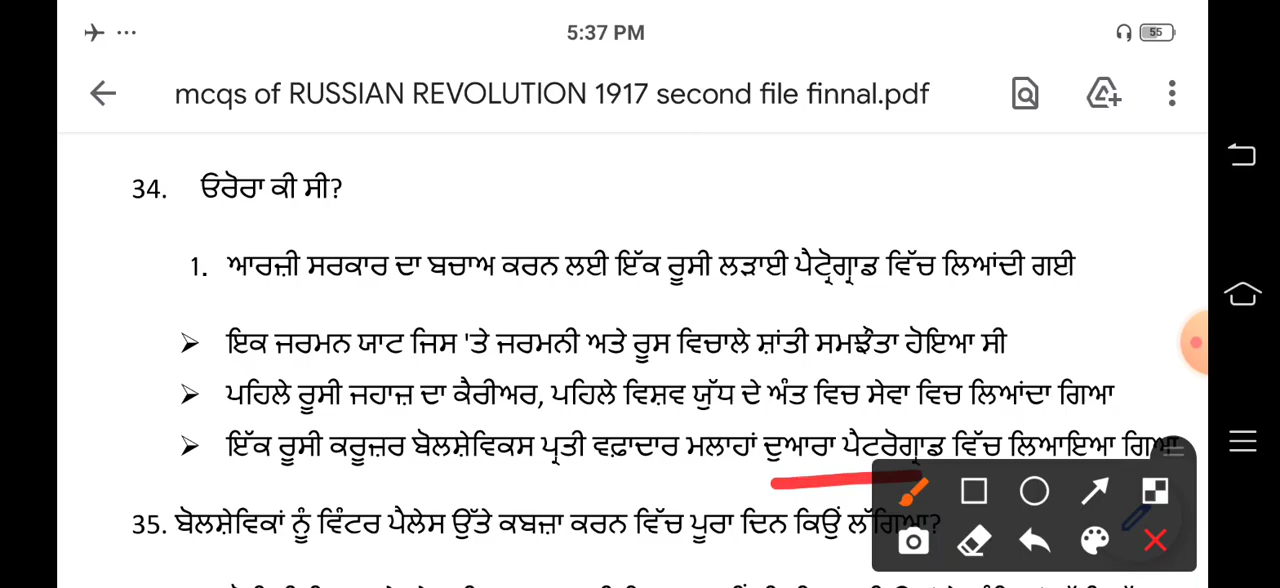 5:37 PM
55
mcqs of RUSSIAN REVOLUTION 1917 second file finnal.pdf
34. ਓਰੋਰਾ ਕੀ ਸੀ?
1. ਆਰਜ਼ੀ ਸਰਕਾਰ ਦਾ ਬਚਾਅ ਕਰਨ ਲਈ ਇੱਕ ਰੂਸੀ ਲੜਾਈ ਪੈਟ੍ਰੋਗ੍ਰਾਡ ਵਿੱਚ ਲਿਆਂਦੀ ਗਈ
➢ ਇਕ ਜਰਮਨ ਯਾਟ ਜਿਸ 'ਤੇ ਜਰਮਨੀ ਅਤੇ ਰੂਸ ਵਿਚਾਲੇ ਸ਼ਾਂਤੀ ਸਮਝੌਤਾ ਹੋਇਆ ਸੀ
➢ ਪਹਿਲੇ ਰੂਸੀ ਜਹਾਜ਼ ਦਾ ਕੈਰੀਅਰ, ਪਹਿਲੇ ਵਿਸ਼ਵ ਯੁੱਧ ਦੇ ਅੰਤ ਵਿਚ ਸੇਵਾ ਵਿਚ ਲਿਆਂਦਾ ਗਿਆ
➢ ਇੱਕ ਰੂਸੀ ਕਰੂਜ਼ਰ ਬੋਲਸ਼ੇਵਿਕਸ ਪ੍ਰਤੀ ਵਫ਼ਾਦਾਰ ਮਲਾਹਾਂ ਦੁਆਰਾ ਪੈਟਰੋਗ੍ਰਾਡ ਵਿੱਚ ਲਿਆਇਆ ਗਿਆ
35. ਬੋਲਸ਼ੇਵਿਕਾਂ ਨੂੰ ਵਿੰਟਰ ਪੈਲੇਸ ਉੱਤੇ ਕਬਜ਼ਾ ਕਰਨ ਵਿੱਚ ਪੂਰਾ ਦਿਨ ਕਿਉਂ ਲੱਗਿਆ?